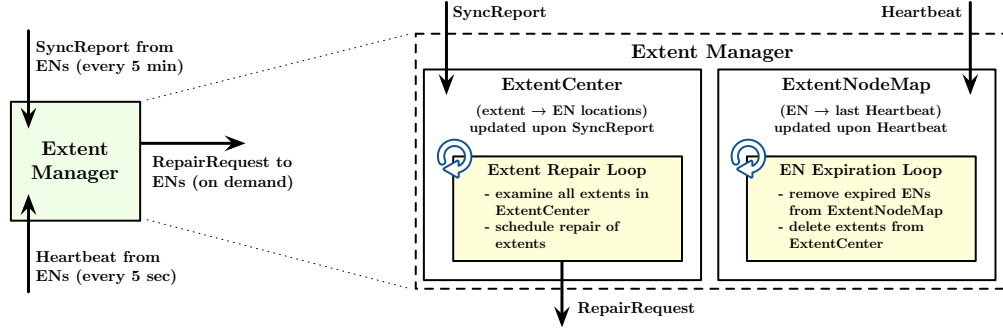 SyncReport from
ENs (every 5 min)
Extent
Manager
RepairRequest to
ENs (on demand)
Heartbeat from
ENs (every 5 sec)
SyncReport
Heartbeat
Extent Manager
ExtentCenter
(extent → EN locations)
updated upon SyncReport
Extent Repair Loop
- examine all extents in
ExtentCenter
- schedule repair of
extents
RepairRequest
ExtentNodeMap
(EN → last Heartbeat)
updated upon Heartbeat
EN Expiration Loop
- remove expired ENs
from ExtentNodeMap
- delete extents from
ExtentCenter